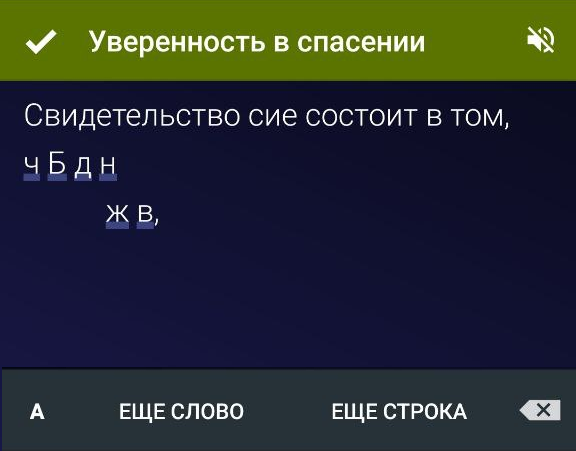 Уверенность в спасении
Свидетельство сие состоит в том,
ч Б д н
ж в,
А ЕЩЕ СЛОВО ЕЩЕ СТРОКА